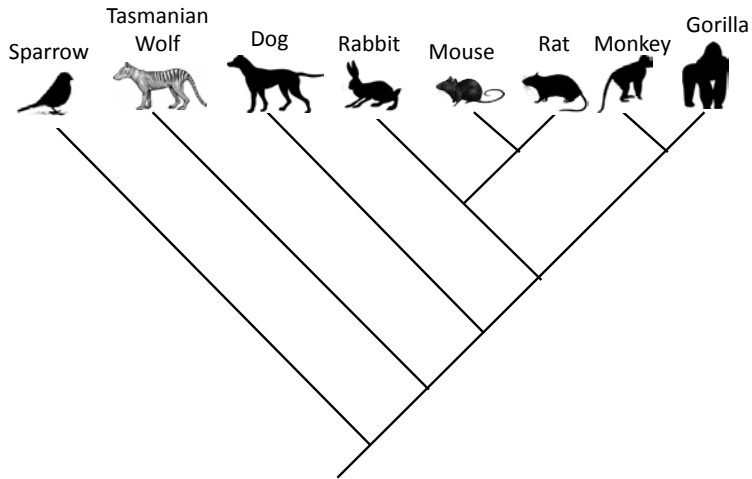 Sparrow
Tasmanian
Wolf
Dog
Rabbit
Mouse
Rat
Monkey
Gorilla